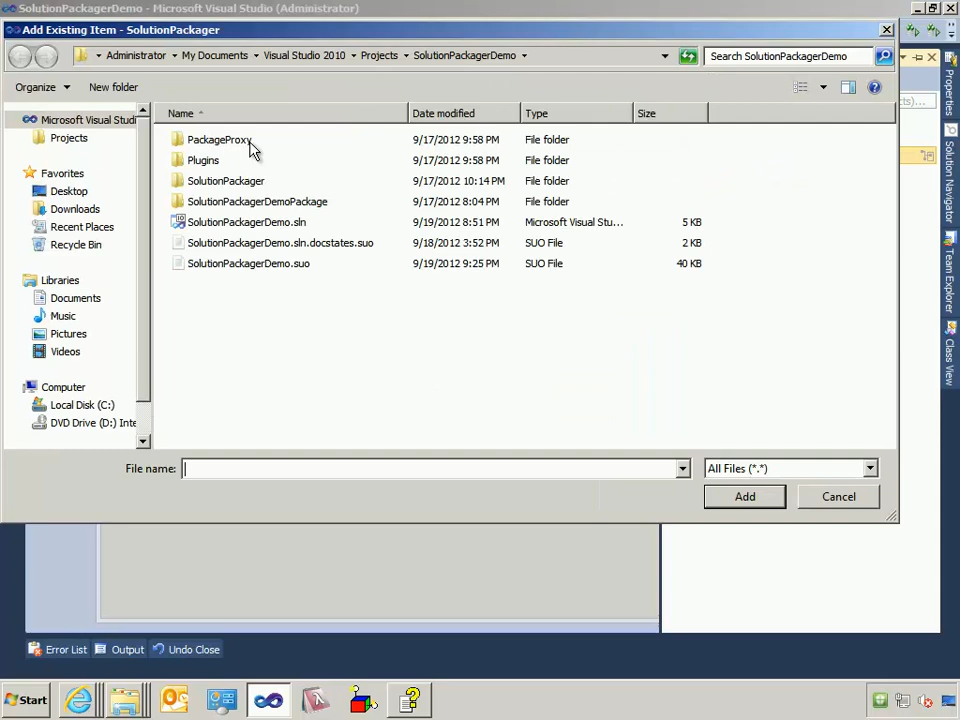 SolutionPackagerDemo - Microsoft Visual Studio (Administrator)
Add Existing Item - SolutionPackager
Administrator
My Documents
Visual Studio 2010
Projects
SolutionPackagerDemo
Search SolutionPackagerDemo
Organize
New folder
Name
Date modified
Type
Size
Microsoft Visual Studi
Projects
Favorites
Desktop
Downloads
Recent Places
Recycle Bin
Libraries
Documents
Music
Pictures
Videos
Computer
Local Disk (C:)
DVD Drive (D:) Inte
PackageProxy 9/17/2012 9:58 PM File folder
Plugins 9/17/2012 9:58 PM File folder
SolutionPackager 9/17/2012 10:14 PM File folder
SolutionPackagerDemoPackage 9/17/2012 8:04 PM File folder
SolutionPackagerDemo.sln 9/19/2012 8:51 PM Microsoft Visual Stu... 5 KB
SolutionPackagerDemo.sln.docstates.suo 9/18/2012 3:52 PM SUO File 2 KB
SolutionPackagerDemo.suo 9/19/2012 9:25 PM SUO File 40 KB
File name:
All Files (*.*)
Add
Cancel
cts)...
Properties
Solution Navigator
Team Explorer
Class View
Error List
Output
Undo Close
Start